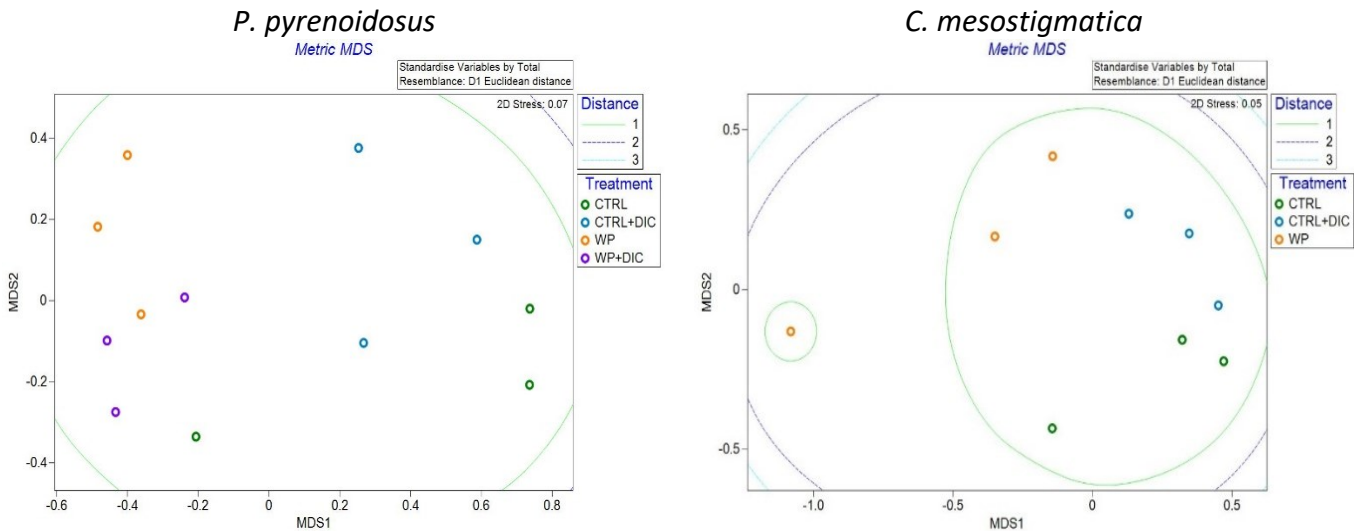 P. pyrenoidosus
Metric MDS
Standardise Variables by Total
Resemblance: D1 Euclidean distance
2D Stress: 0.07
Distance
1
2
3
Treatment
CTRL
CTRL+DIC
WP
WP+DIC
0.4
0.2
0
-0.2
-0.4
MDS2
-0.6
-0.4
-0.2
0
0.2
0.4
0.6
0.8
MDS1
C. mesostigmatica
Metric MDS
Standardise Variables by Total
Resemblance: D1 Euclidean distance
2D Stress: 0.05
Distance
1
2
3
Treatment
CTRL
CTRL+DIC
WP
0.5
0
-0.5
MDS2
-1.0
-0.5
0
0.5
MDS1